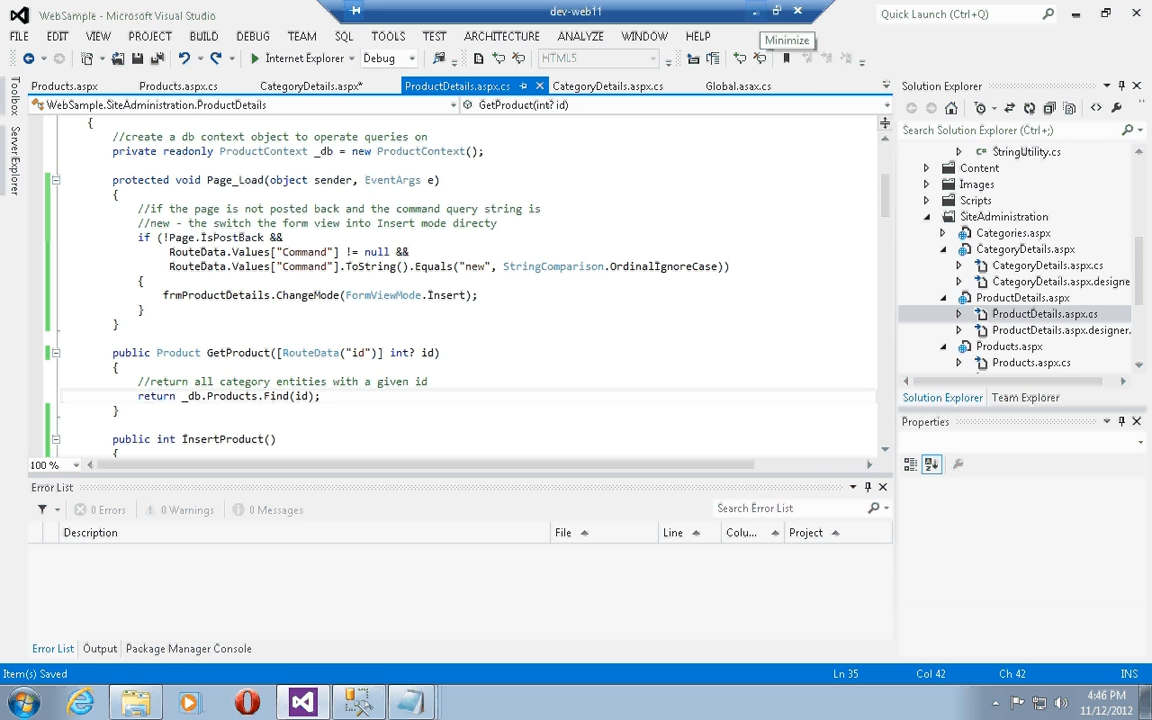 WebSample - Microsoft Visual Studio
dev-web11
Quick Launch (Ctrl+Q)
FILE EDIT VIEW PROJECT BUILD DEBUG TEAM SQL TOOLS TEST ARCHITECTURE ANALYZE WINDOW HELP
Minimize
Internet Explorer
Debug
HTML5
Toolbox
Server Explorer
Products.aspx
Products.aspx.cs
CategoryDetails.aspx*
ProductDetails.aspx.cs
CategoryDetails.aspx.cs
Global.asax.cs
WebSample.SiteAdministration.ProductDetails
GetProduct(int? id)
{
//create a db context object to operate queries on
private readonly ProductContext _db = new ProductContext();
protected void Page_Load(object sender, EventArgs e)
{
//if the page is not posted back and the command query string is
//new - the switch the form view into Insert mode directy
if (!Page.IsPostBack &&
RouteData.Values["Command"] != null &&
RouteData.Values["Command"].ToString().Equals("new", StringComparison.OrdinalIgnoreCase))
{
frmProductDetails.ChangeMode(FormViewMode.Insert);
}
}
public Product GetProduct([RouteData("id")] int? id)
{
//return all category entities with a given id
return _db.Products.Find(id);
}
public int InsertProduct()
{
100 %
Solution Explorer
Search Solution Explorer (Ctrl+;)
StringUtility.cs
Content
Images
Scripts
SiteAdministration
Categories.aspx
CategoryDetails.aspx
CategoryDetails.aspx.cs
CategoryDetails.aspx.designe
ProductDetails.aspx
ProductDetails.aspx.cs
ProductDetails.aspx.designer.
Products.aspx
Products.aspx.cs
Solution Explorer
Team Explorer
Properties
Error List
0 Errors
0 Warnings
0 Messages
Search Error List
Description
File
Line
Colu...
Project
Error List
Output
Package Manager Console
Item(s) Saved
Ln 35
Col 42
Ch 42
INS
4:46 PM
11/12/2012